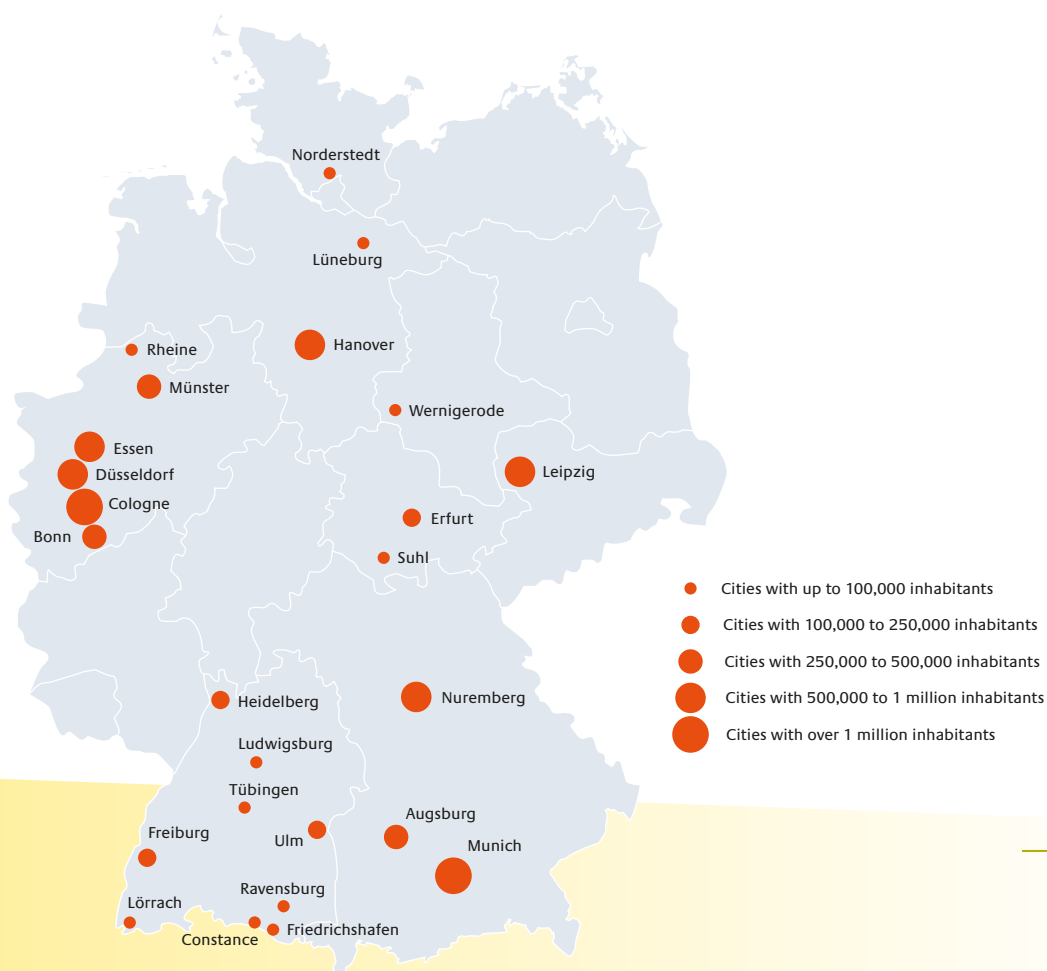 Norderstedt
Lüneburg
Hanover
Rheine
Münster
Wernigerode
Essen
Düsseldorf
Cologne
Bonn
Leipzig
Erfurt
Suhl
Cities with up to 100,000 inhabitants
Cities with 100,000 to 250,000 inhabitants
Cities with 250,000 to 500,000 inhabitants
Cities with 500,000 to 1 million inhabitants
Cities with over 1 million inhabitants
Heidelberg
Nuremberg
Ludwigsburg
Tübingen
Augsburg
Freiburg
Ulm
Munich
Ravensburg
Lörrach
Friedrichshafen
Constance